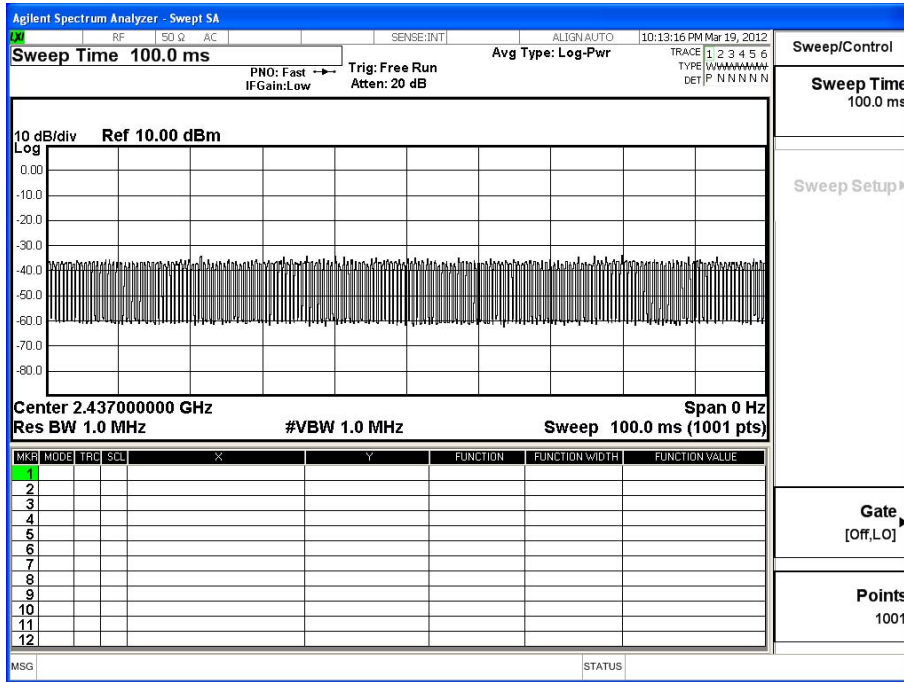 Agilent Spectrum Analyzer - Swept SA
LXI RF 50 Ω AC SENSE:INT ALIGN AUTO 10:13:16 PM Mar 19, 2012
Sweep Time 100.0 ms
PNO: Fast
IFGain:Low
Trig: Free Run
Atten: 20 dB
Avg Type: Log-Pwr
TRACE 1 2 3 4 5 6
TYPE
DET P N N N N N
10 dB/div Ref 10.00 dBm
Log
0.00
-10.0
-20.0
-30.0
-40.0
-50.0
-60.0
-70.0
-80.0
Center 2.437000000 GHz Span 0 Hz
Res BW 1.0 MHz #VBW 1.0 MHz Sweep 100.0 ms (1001 pts)
MKR MODE TRC SCL X Y FUNCTION FUNCTION WIDTH FUNCTION VALUE
1
2
3
4
5
6
7
8
9
10
11
12
MSG STATUS
Sweep/Control
Sweep Time
100.0 ms
Sweep Setup
Gate
[Off,LO]
Points
1001